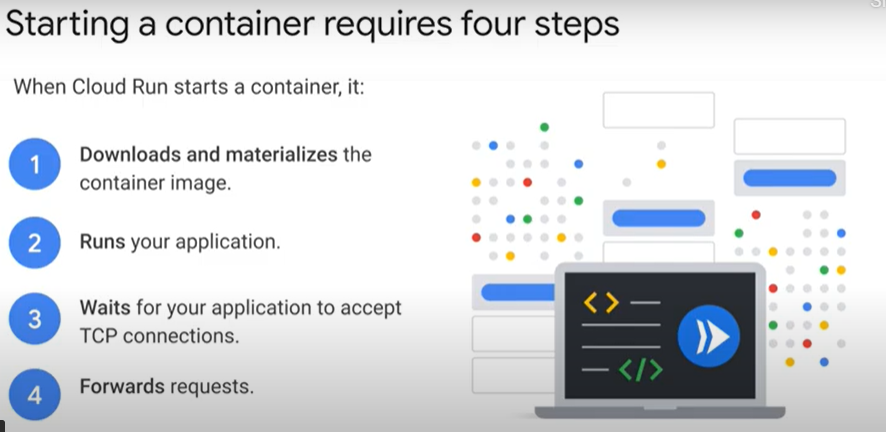 Starting a container requires four steps
When Cloud Run starts a container, it:
1
Downloads and materializes the
container image.
2
Runs your application.
3
Waits for your application to accept
TCP connections.
4
Forwards requests.